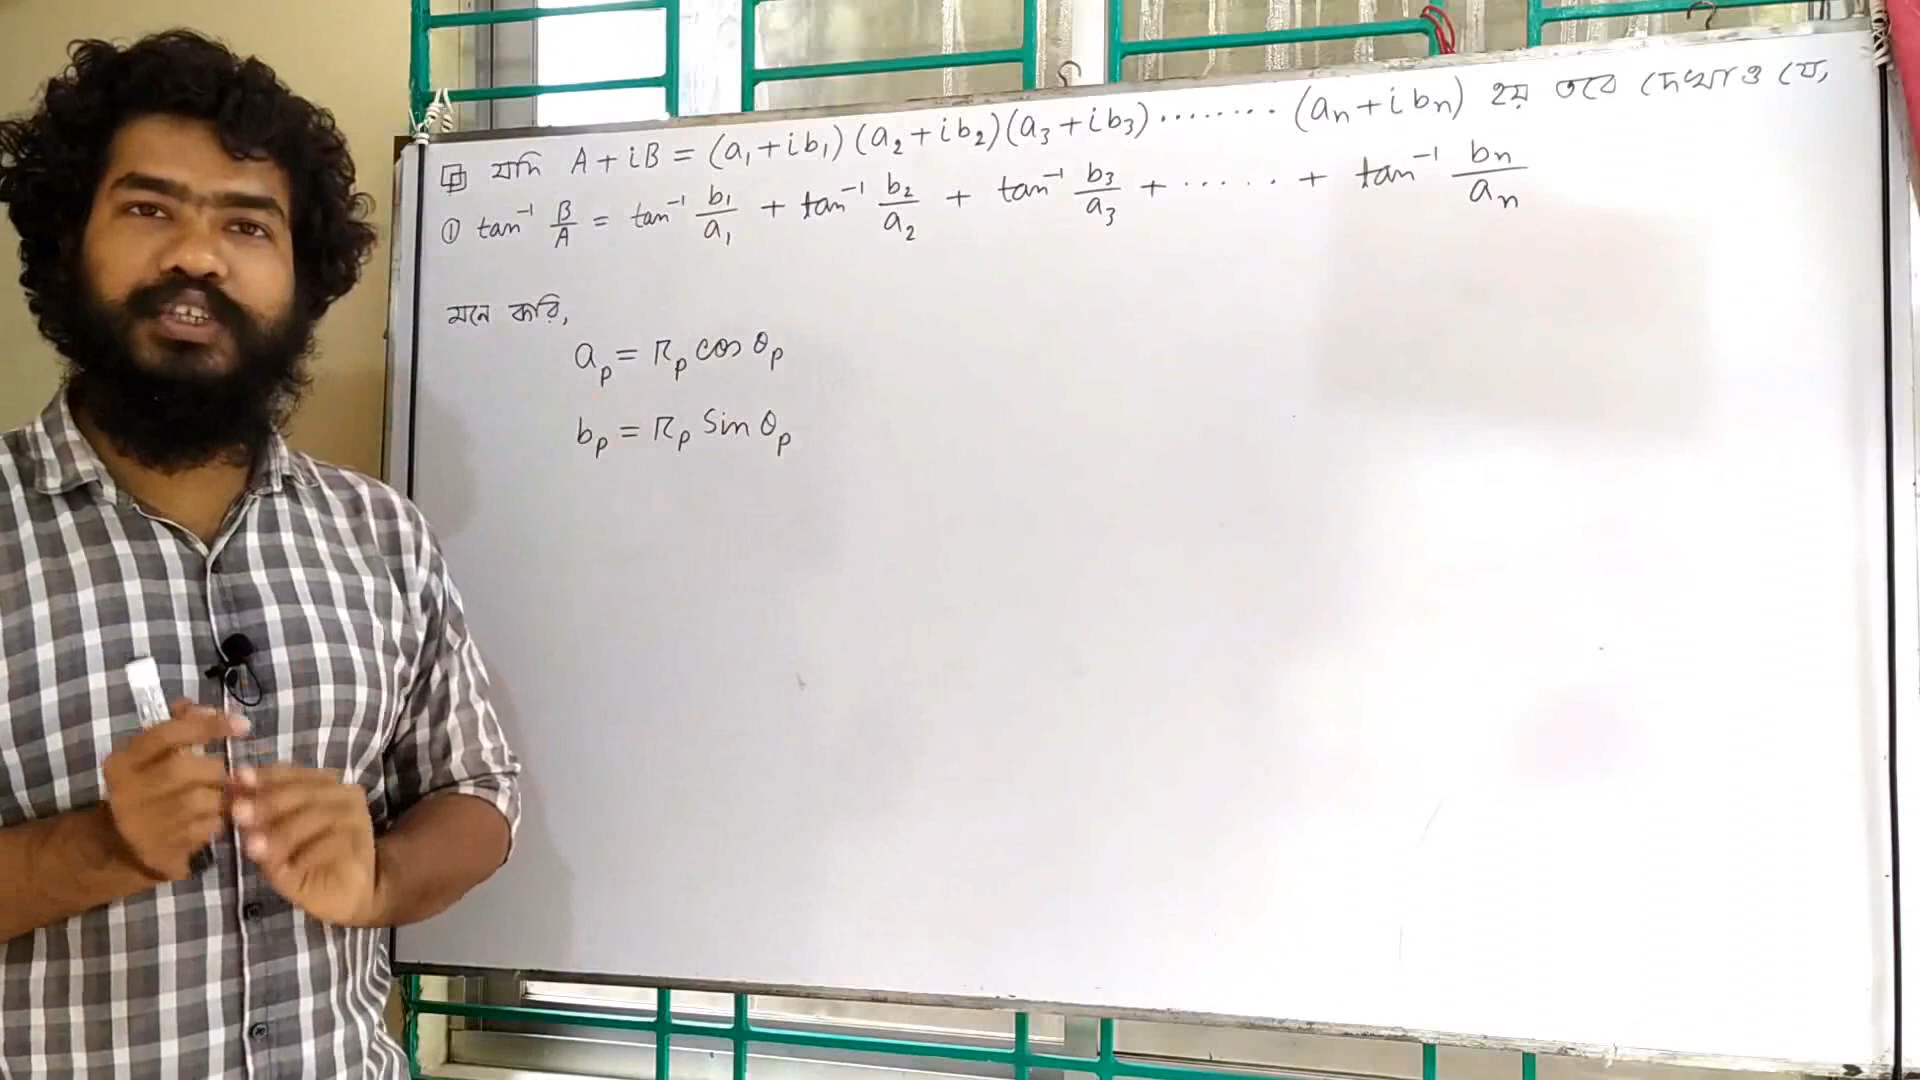 যদি A + iB = (a₁ + ib₁) (a₂ + ib₂) (a₃ + ib₃) ........ (aₙ + ibₙ) হয় তবে দেখাও যে,
① tan⁻¹ B/A = tan⁻¹ b₁/a₁ + tan⁻¹ b₂/a₂ + tan⁻¹ b₃/a₃ + ...... + tan⁻¹ bₙ/aₙ
মনে করি,
aₚ = rₚ cos θₚ
bₚ = rₚ Sin θₚ